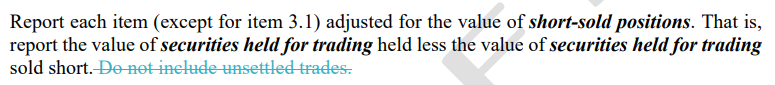 Report each item (except for item 3.1) adjusted for the value of short-sold positions. That is,
report the value of securities held for trading held less the value of securities held for trading
sold short. Do not include unsettled trades.